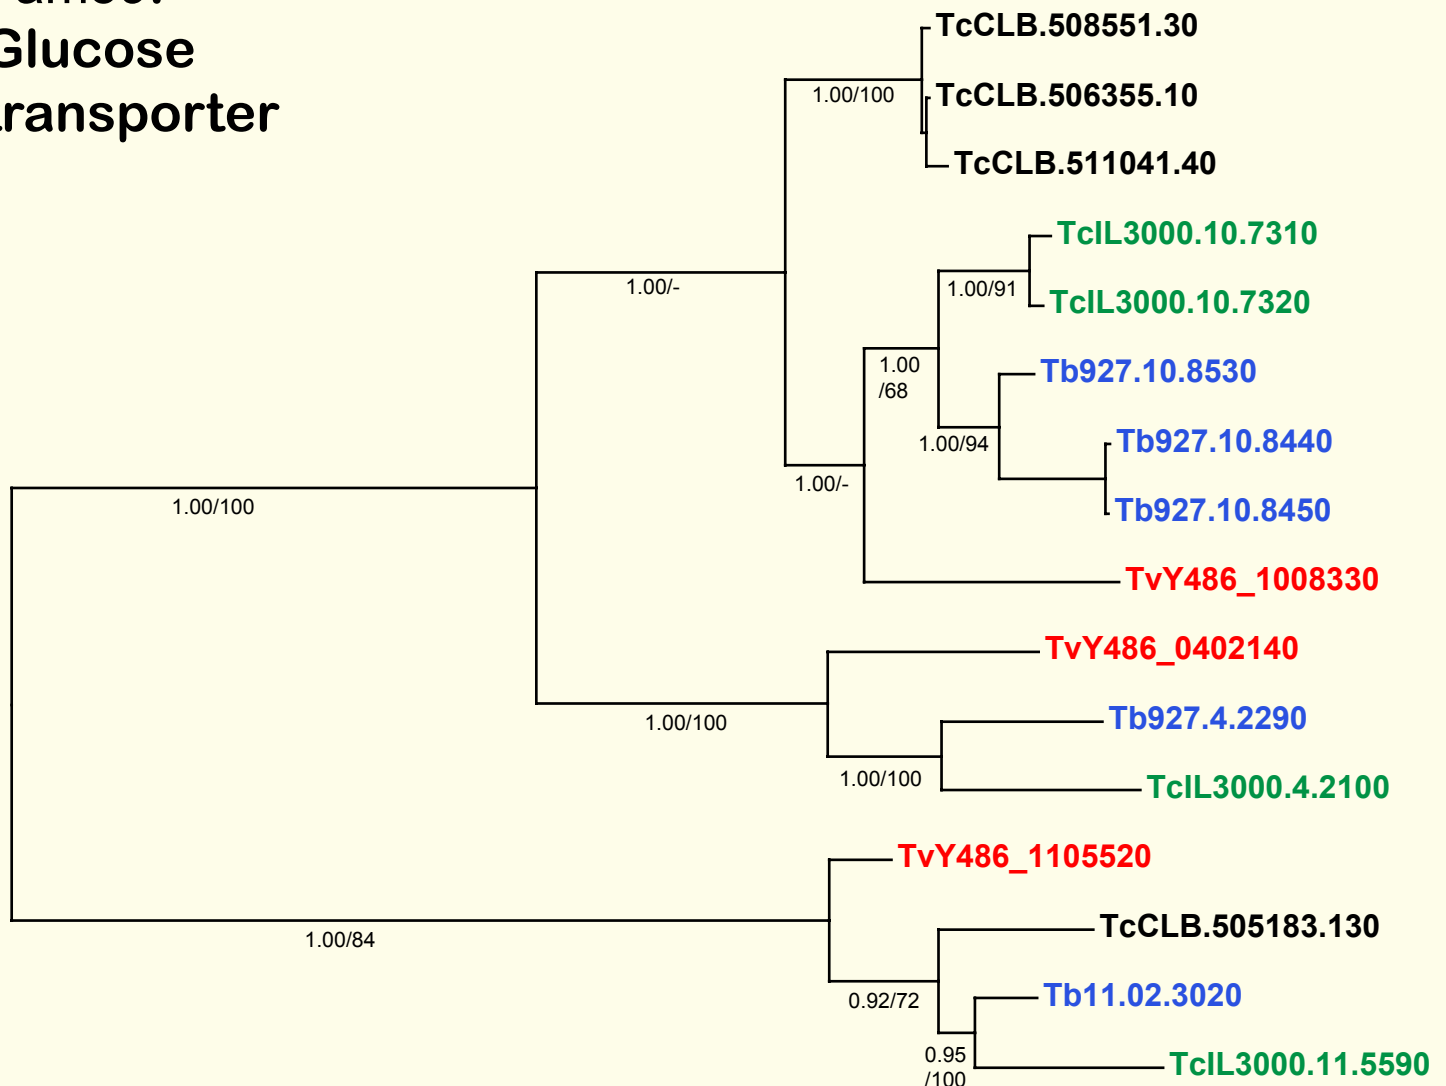 Glucose
TcCLB.508551.30
1.00/100
TcCLB.506355.10
TcCLB.511041.40
TcIL3000.10.7310
1.00/91
TcIL3000.10.7320
1.00/-
1.00
/68
Tb927.10.8530
1.00/94
Tb927.10.8440
1.00/-
Tb927.10.8450
1.00/100
TvY486_1008330
TvY486_0402140
1.00/100
Tb927.4.2290
1.00/100
TcIL3000.4.2100
TvY486_1105520
1.00/84
TcCLB.505183.130
0.92/72
Tb11.02.3020
0.95
/100
TcIL3000.11.5590